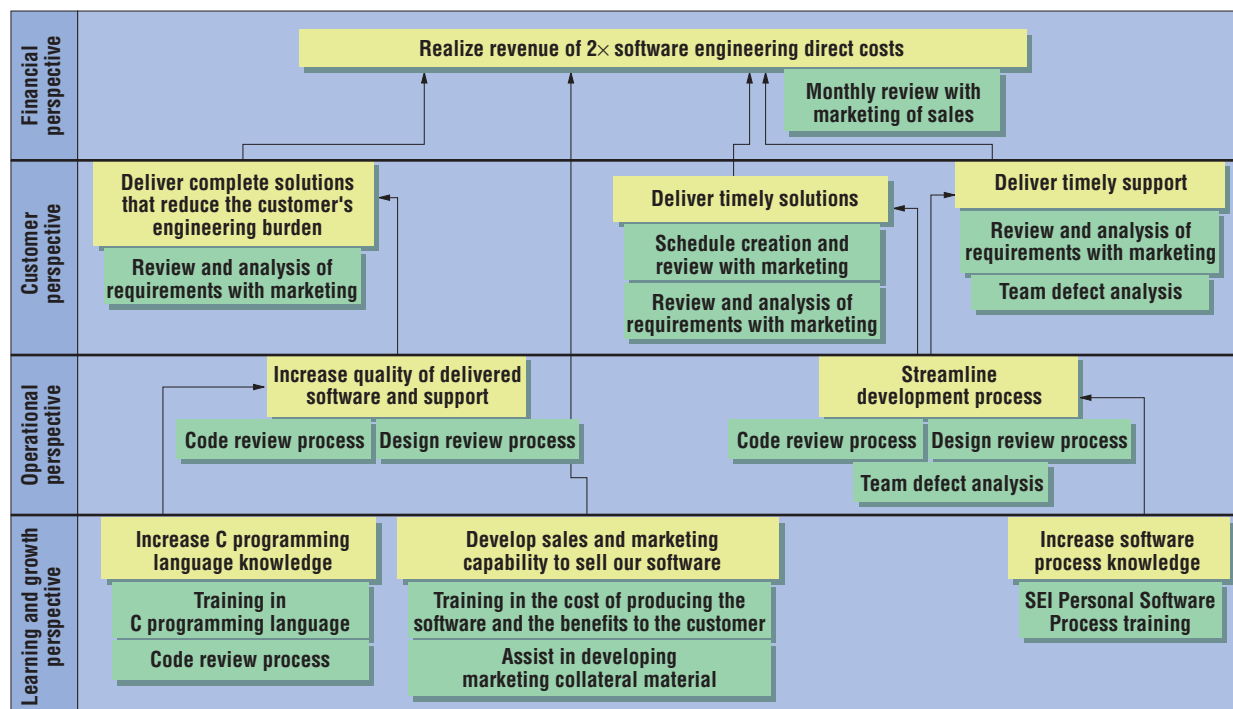 Financial
perspective
Realize revenue of 2× software engineering direct costs
Monthly review with
marketing of sales
Customer
perspective
Deliver complete solutions
that reduce the customer's
engineering burden
Review and analysis of
requirements with marketing
Deliver timely solutions
Schedule creation and
review with marketing
Review and analysis of
requirements with marketing
Deliver timely support
Review and analysis of
requirements with marketing
Team defect analysis
Operational
perspective
Increase quality of delivered
software and support
Code review process
Design review process
Streamline
development process
Code review process
Design review process
Team defect analysis
Learning and growth
perspective
Increase C programming
language knowledge
Training in
C programming language
Code review process
Develop sales and marketing
capability to sell our software
Training in the cost of producing the
software and the benefits to the customer
Assist in developing
marketing collateral material
Increase software
process knowledge
SEI Personal Software
Process training